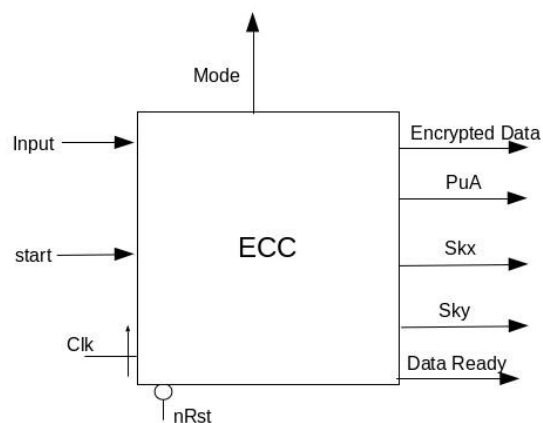 Mode
Input
Encrypted Data
PuA
start
ECC
Skx
Sky
Clk
Data Ready
nRst